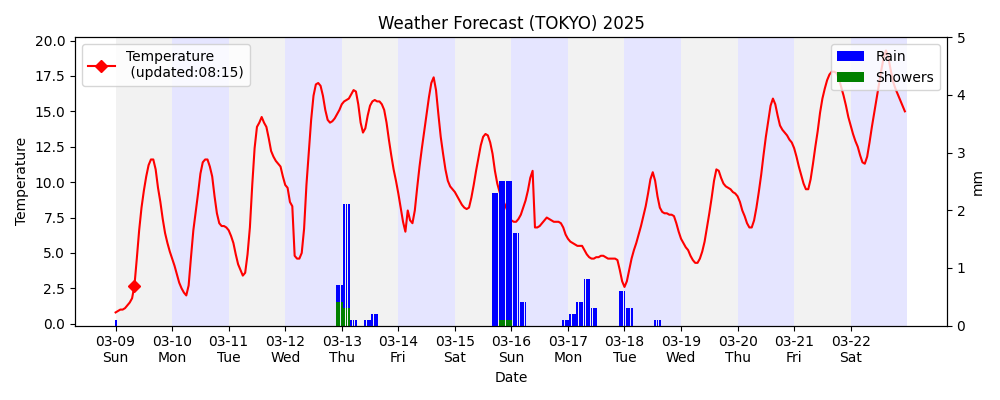 Weather Forecast (TOKYO) 2025
Temperature
(updated:08:15)
Rain
Showers
20.0
17.5
15.0
12.5
10.0
7.5
5.0
2.5
0.0
Temperature
5
4
3
2
1
0
mm
03-09 03-10 03-11 03-12 03-13 03-14 03-15 03-16 03-17 03-18 03-19 03-20 03-21 03-22
Sun Mon Tue Wed Thu Fri Sat Sun Mon Tue Wed Thu Fri Sat
Date